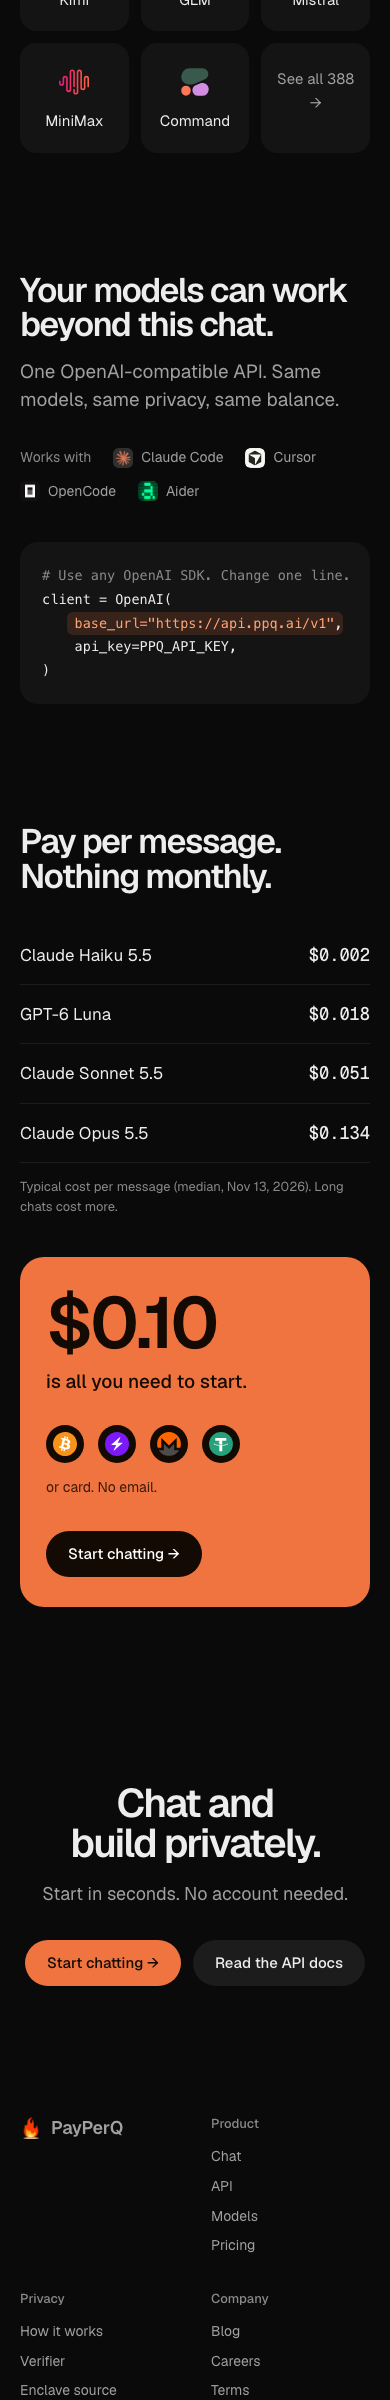 Kimi
GLM
Mistral
MiniMax
Command
See all 388
→
Your models can work
beyond this chat.
One OpenAI-compatible API. Same
models, same privacy, same balance.
Works with Claude Code Cursor
OpenCode Aider
# Use any OpenAI SDK. Change one line.
client = OpenAI(
base_url="https://api.ppq.ai/v1",
api_key=PPQ_API_KEY,
)
Pay per message.
Nothing monthly.
Claude Haiku 5.5 $0.002
GPT-6 Luna $0.018
Claude Sonnet 5.5 $0.051
Claude Opus 5.5 $0.134
Typical cost per message (median, Nov 13, 2026). Long
chats cost more.
$0.10
is all you need to start.
or card. No email.
Start chatting →
Chat and
build privately.
Start in seconds. No account needed.
Start chatting →
Read the API docs
PayPerQ
Product
Chat
API
Models
Pricing
Privacy
How it works
Verifier
Enclave source
Company
Blog
Careers
Terms